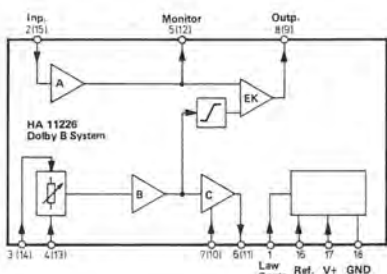 Inp. Monitor Outp.
2(15) 5(12) 8(9)
A
EK
HA 11226
Dolby B System
B C
3 (14) 4(13) 7(10) 6(11) 1 16 17 18
Law Ref. V+ GND